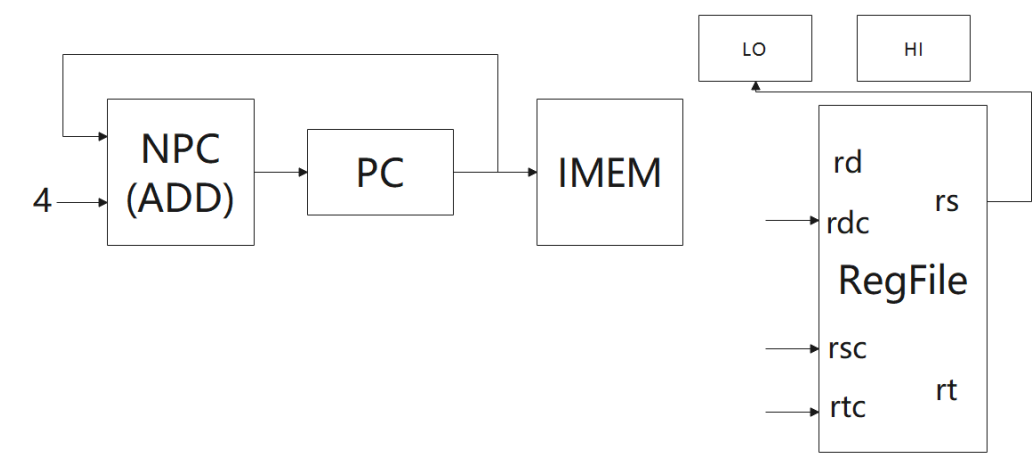 LO
HI
NPC
(ADD)
4
PC
IMEM
rd
rs
rdc
RegFile
rsc
rt
rtc